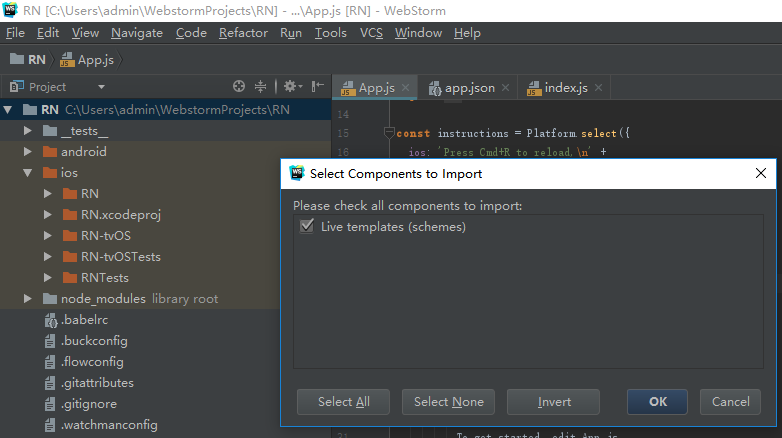 RN [C:\Users\admin\WebstormProjects\RN] - ...\App.js [RN] - WebStorm
File Edit View Navigate Code Refactor Run Tools VCS Window Help
RN App.js
Project
App.js app.json index.js
RN C:\Users\admin\WebstormProjects\RN
__tests__
android
ios
RN
RN.xcodeproj
RN-tvOS
RN-tvOSTests
RNTests
node_modules library root
.babelrc
.buckconfig
.flowconfig
.gitattributes
.gitignore
.watchmanconfig
14
15 const instructions = Platform.select({
16 ios: 'Press Cmd+R to reload,\n' +
Select Components to Import
Please check all components to import:
Live templates (schemes)
Select All Select None Invert OK Cancel
To get started, edit App.js